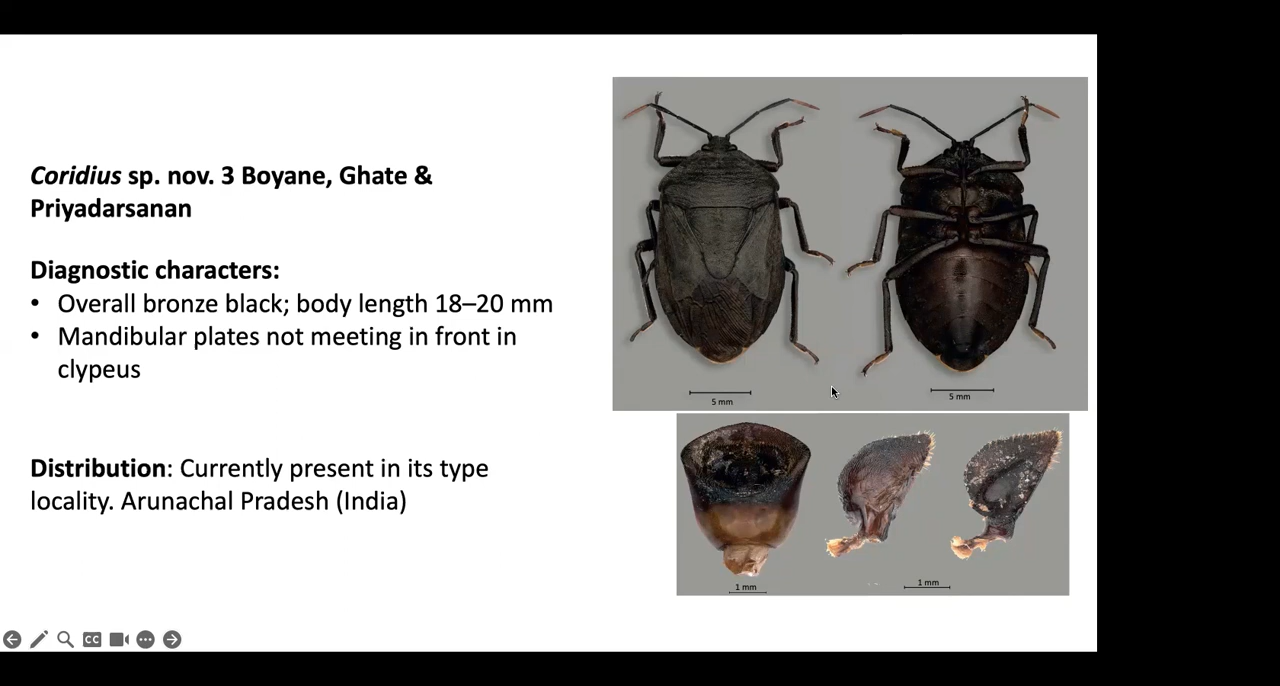 Coridius sp. nov. 3 Boyane, Ghate &
Priyadarsanan
Diagnostic characters:
• Overall bronze black; body length 18–20 mm
• Mandibular plates not meeting in front in
clypeus
Distribution: Currently present in its type
locality. Arunachal Pradesh (India)
5 mm
5 mm
1 mm
1 mm
CC